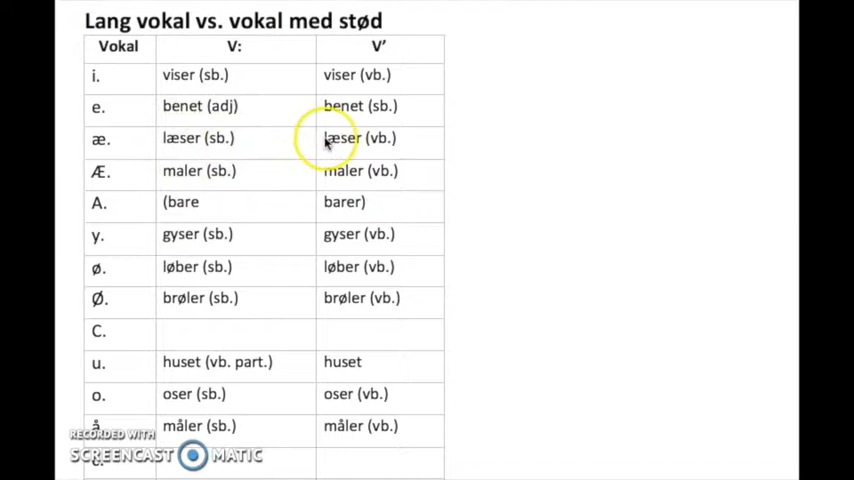 Lang vokal vs. vokal med stød
Vokal V: V’
i. viser (sb.) viser (vb.)
e. benet (adj) benet (sb.)
æ. læser (sb.) læser (vb.)
Æ. maler (sb.) maler (vb.)
A. (bare barer)
y. gyser (sb.) gyser (vb.)
ø. løber (sb.) løber (vb.)
Ø. brøler (sb.) brøler (vb.)
C.
u. huset (vb. part.) huset
o. oser (sb.) oser (vb.)
å. måler (sb.) måler (vb.)
RECORDED WITH
SCREENCAST MATIC